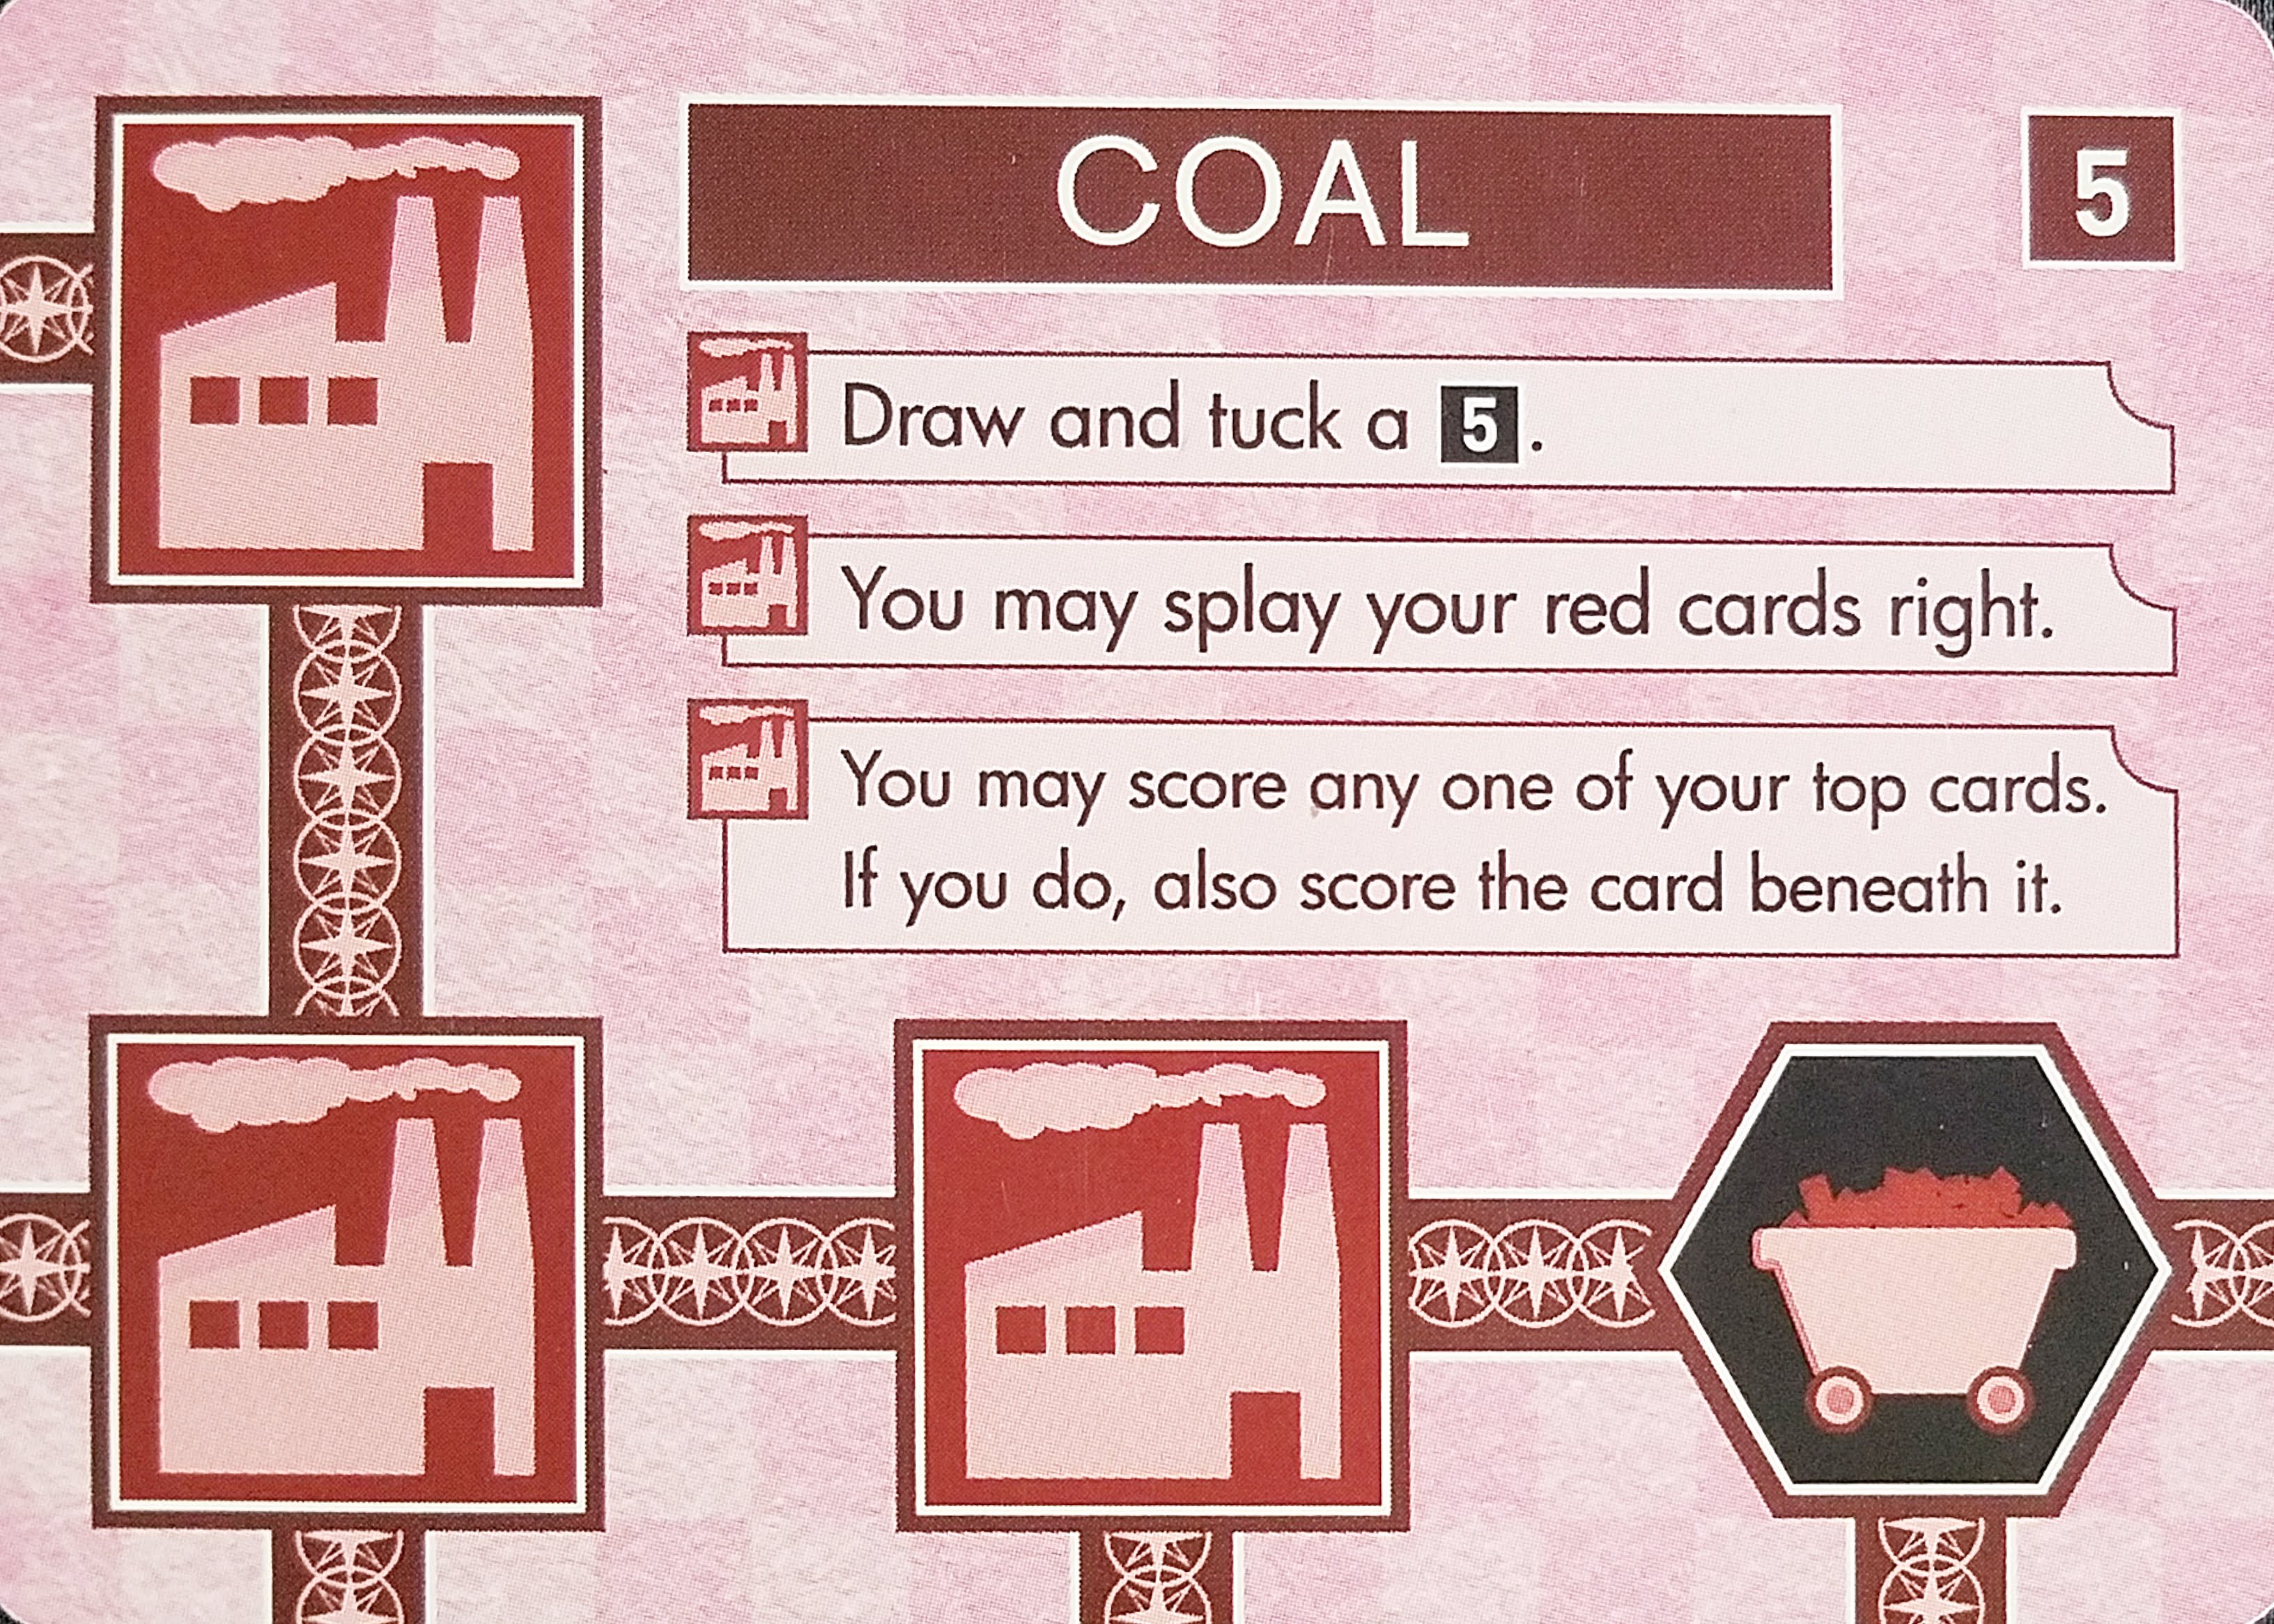 COAL
5
Draw and tuck a 5.
You may splay your red cards right.
You may score any one of your top cards.
If you do, also score the card beneath it.